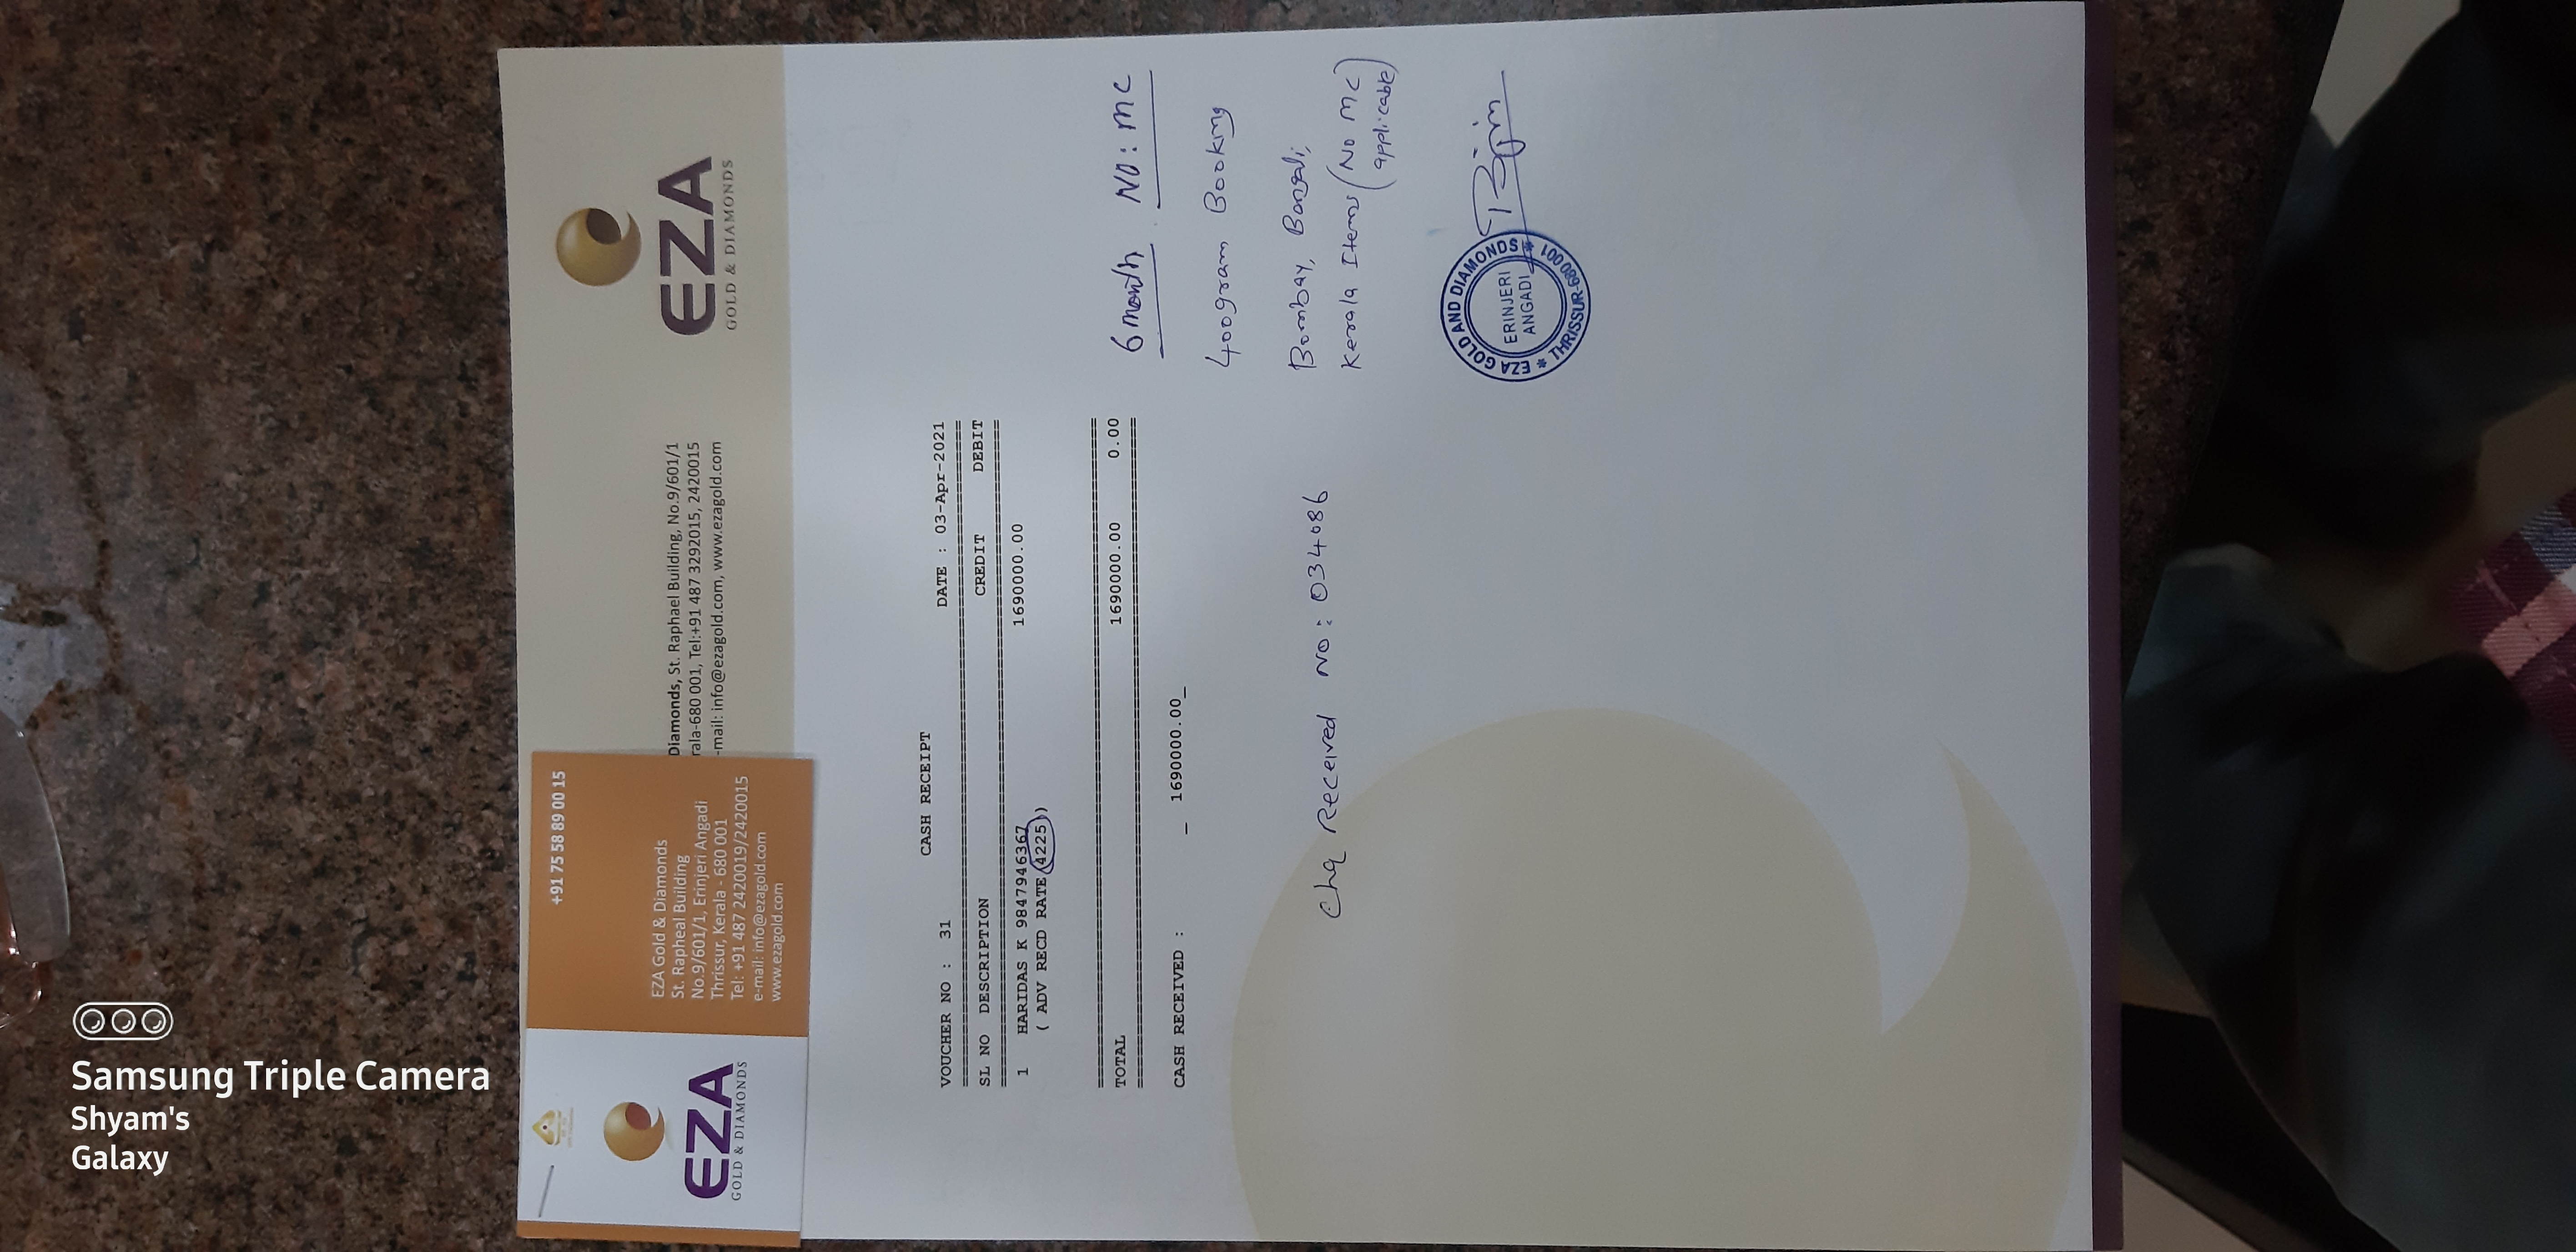 +91 75 58 89 00 15
EZA
GOLD & DIAMONDS
EZA Gold & Diamonds
St. Rapheal Building
No.9/601/1, Erinjeri Angadi
Thrissur, Kerala - 680 001
Tel: +91 487 2420019/2420015
e-mail: info@ezagold.com
www.ezagold.com
Diamonds, St. Raphael Building, No.9/601/1
rala-680 001, Tel:+91 487 3292015, 2420015
-mail: info@ezagold.com, www.ezagold.com
EZA
GOLD & DIAMONDS
CASH RECEIPT
VOUCHER NO : 31 DATE : 03-Apr-2021
SL NO DESCRIPTION CREDIT DEBIT
1 HARIDAS K 9847946367 1690000.00
( ADV RECD RATE(4225))
TOTAL 1690000.00 0.00
CASH RECEIVED : _ 1690000.00_
6 month NO: MC
400gram Booking
Bombay,
Kerala Items (No MC
applicable)
Chq Received No: 034086
EZA GOLD AND DIAMONDS
ERINJERI
ANGADI
* THRISSUR-680 001 *
Samsung Triple Camera
Shyam's
Galaxy